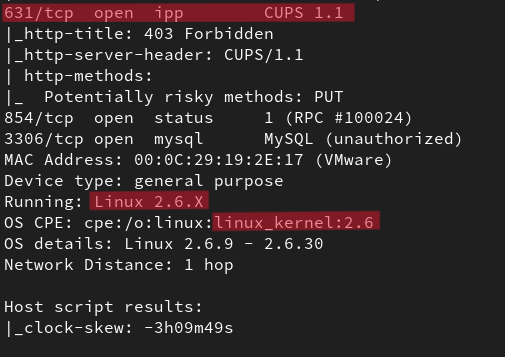 631/tcp open ipp CUPS 1.1
|_http-title: 403 Forbidden
|_http-server-header: CUPS/1.1
| http-methods:
|_ Potentially risky methods: PUT
854/tcp open status 1 (RPC #100024)
3306/tcp open mysql MySQL (unauthorized)
MAC Address: 00:0C:29:19:2E:17 (VMware)
Device type: general purpose
Running: Linux 2.6.X
OS CPE: cpe:/o:linux:linux_kernel:2.6
OS details: Linux 2.6.9 - 2.6.30
Network Distance: 1 hop
Host script results:
|_clock-skew: -3h09m49s